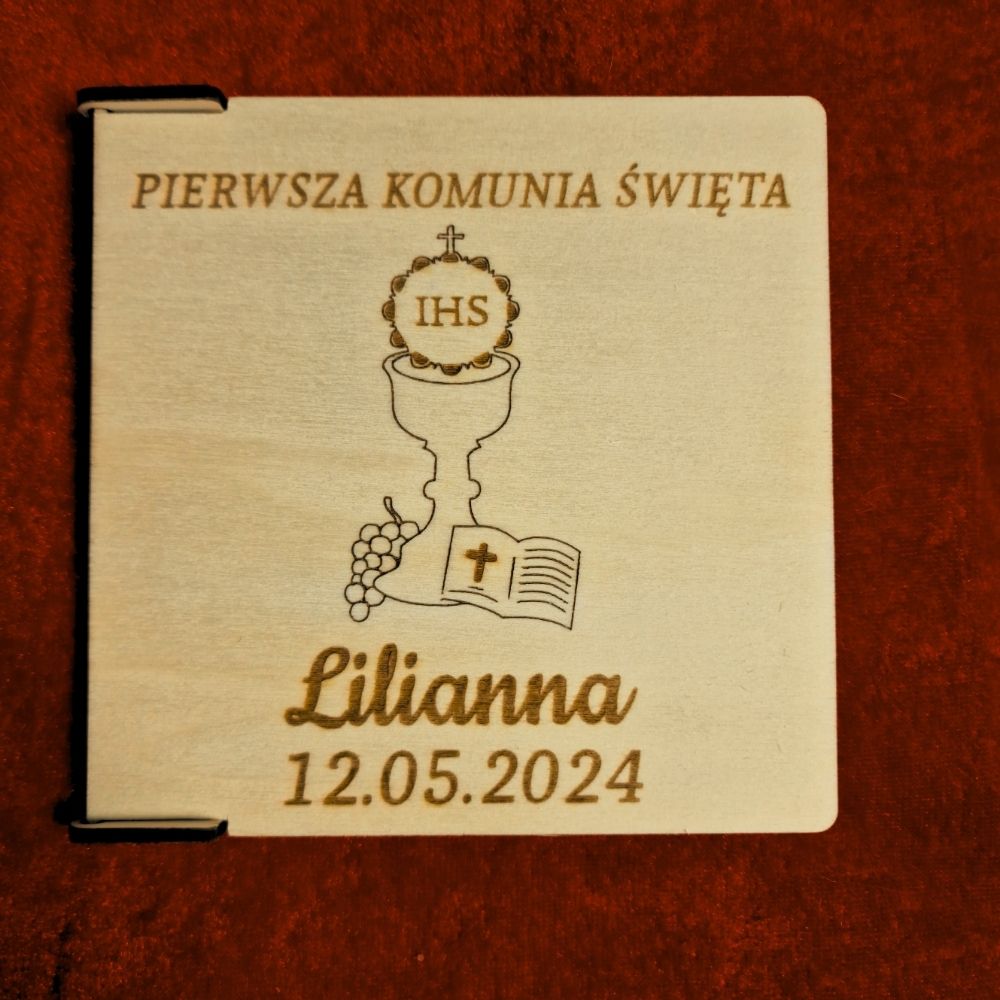 PIERWSZA KOMUNIA ŚWIĘTA
IHS
Lilianna
12.05.2024